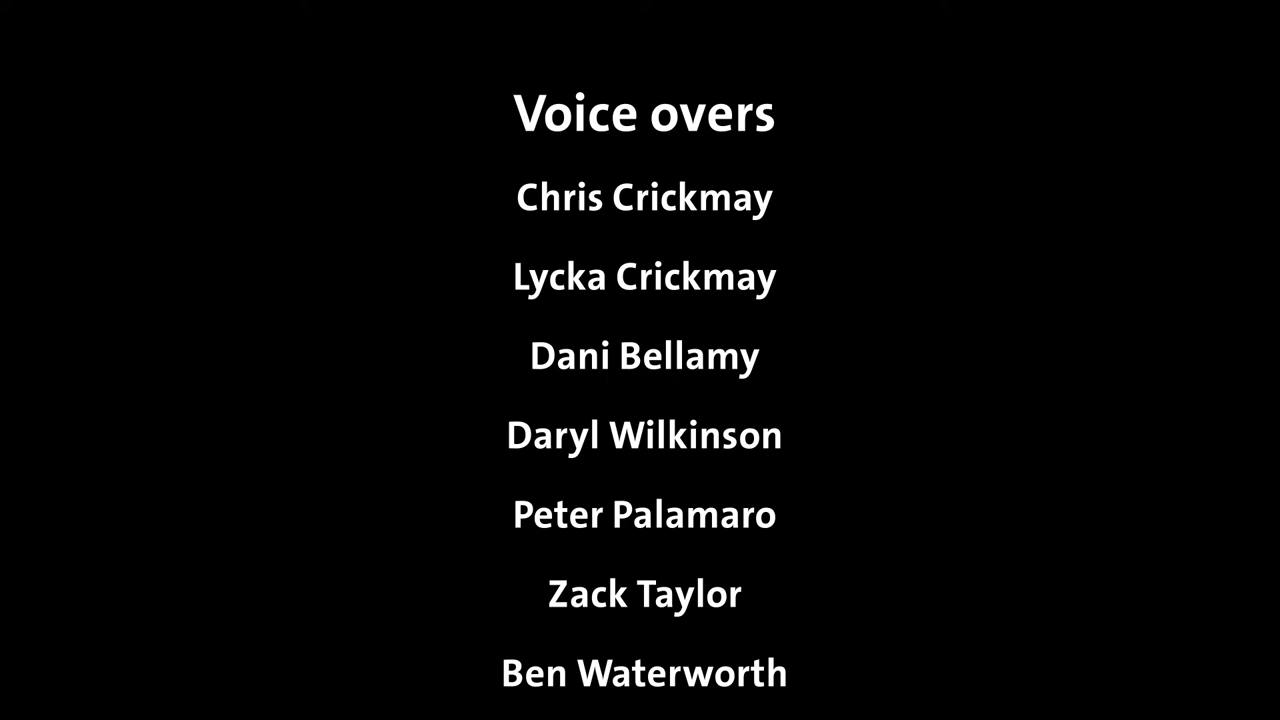 Voice overs
Chris Crickmay
Lycka Crickmay
Dani Bellamy
Daryl Wilkinson
Peter Palamaro
Zack Taylor
Ben Waterworth